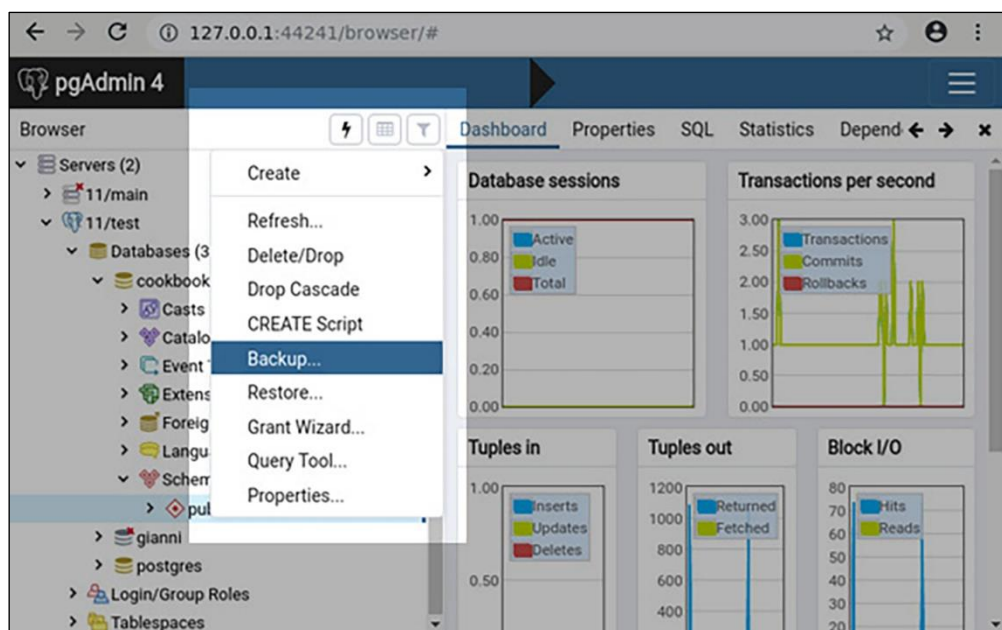 127.0.0.1:44241/browser/#
pgAdmin 4
Browser
Dashboard Properties SQL Statistics Depend
Servers (2)
11/main
11/test
Databases (3
cookbook
Casts
Catalo
Event
Extens
Foreig
Langu
Schem
pub
gianni
postgres
Login/Group Roles
Tablespaces
Create
Refresh...
Delete/Drop
Drop Cascade
CREATE Script
Backup...
Restore...
Grant Wizard...
Query Tool...
Properties...
Database sessions
1.00
0.80
0.60
0.40
0.20
0.00
Active
Idle
Total
Transactions per second
3.00
2.50
2.00
1.50
1.00
0.50
0.00
Transactions
Commits
Rollbacks
Tuples in
1.00
0.50
Inserts
Updates
Deletes
Tuples out
1200
1000
800
600
400
Returned
Fetched
Block I/O
80
70
60
50
40
30
20
Hits
Reads